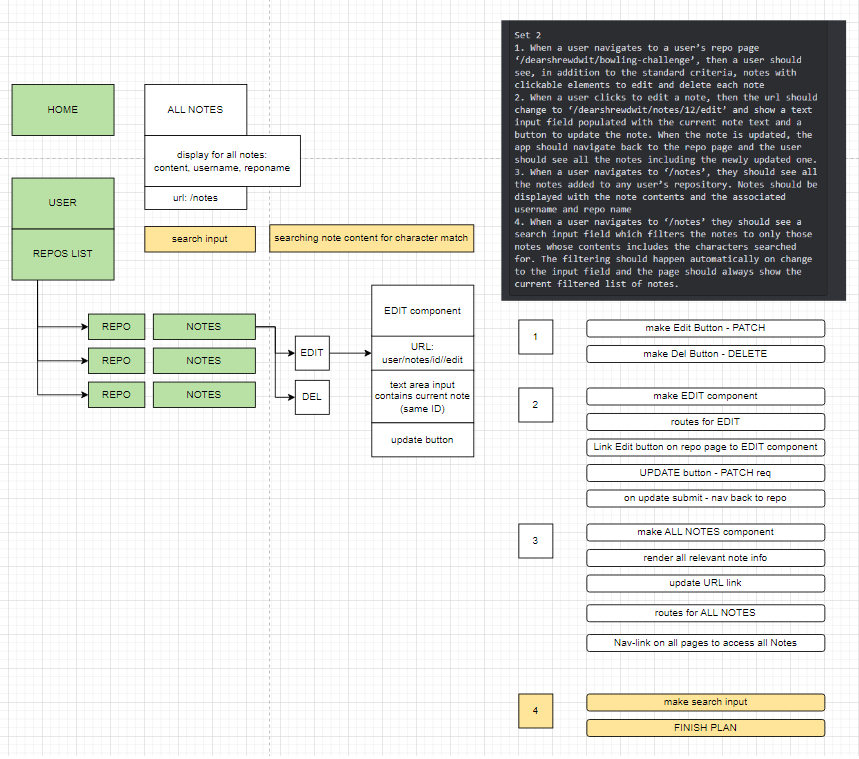 Set 2
1. When a user navigates to a user's repo page
'/dearshrewdwit/bowling-challenge', then a user should
see, in addition to the standard criteria, notes with
clickable elements to edit and delete each note
2. When a user clicks to edit a note, then the url should
change to '/dearshrewdwit/notes/12/edit' and show a text
input field populated with the current note text and a
button to update the note. When the note is updated, the
app should navigate back to the repo page and the user
should see all the notes including the newly updated one.
3. When a user navigates to '/notes', they should see all
the notes added to any user's repository. Notes should be
displayed with the note contents and the associated
username and repo name
4. When a user navigates to '/notes' they should see a
search input field which filters the notes to only those
notes whose contents includes the characters searched
for. The filtering should happen automatically on change
to the input field and the page should always show the
current filtered list of notes.
HOME
ALL NOTES
display for all notes:
content, username, reponame
url: /notes
USER
REPOS LIST
search input
searching note content for character match
REPO
NOTES
REPO
NOTES
REPO
NOTES
EDIT
DEL
EDIT component
URL:
user/notes/id//edit
text area input
contains current note
(same ID)
update button
1
make Edit Button - PATCH
make Del Button - DELETE
2
make EDIT component
routes for EDIT
Link Edit button on repo page to EDIT component
UPDATE button - PATCH req
on update submit - nav back to repo
3
make ALL NOTES component
render all relevant note info
update URL link
routes for ALL NOTES
Nav-link on all pages to access all Notes
4
make search input
FINISH PLAN